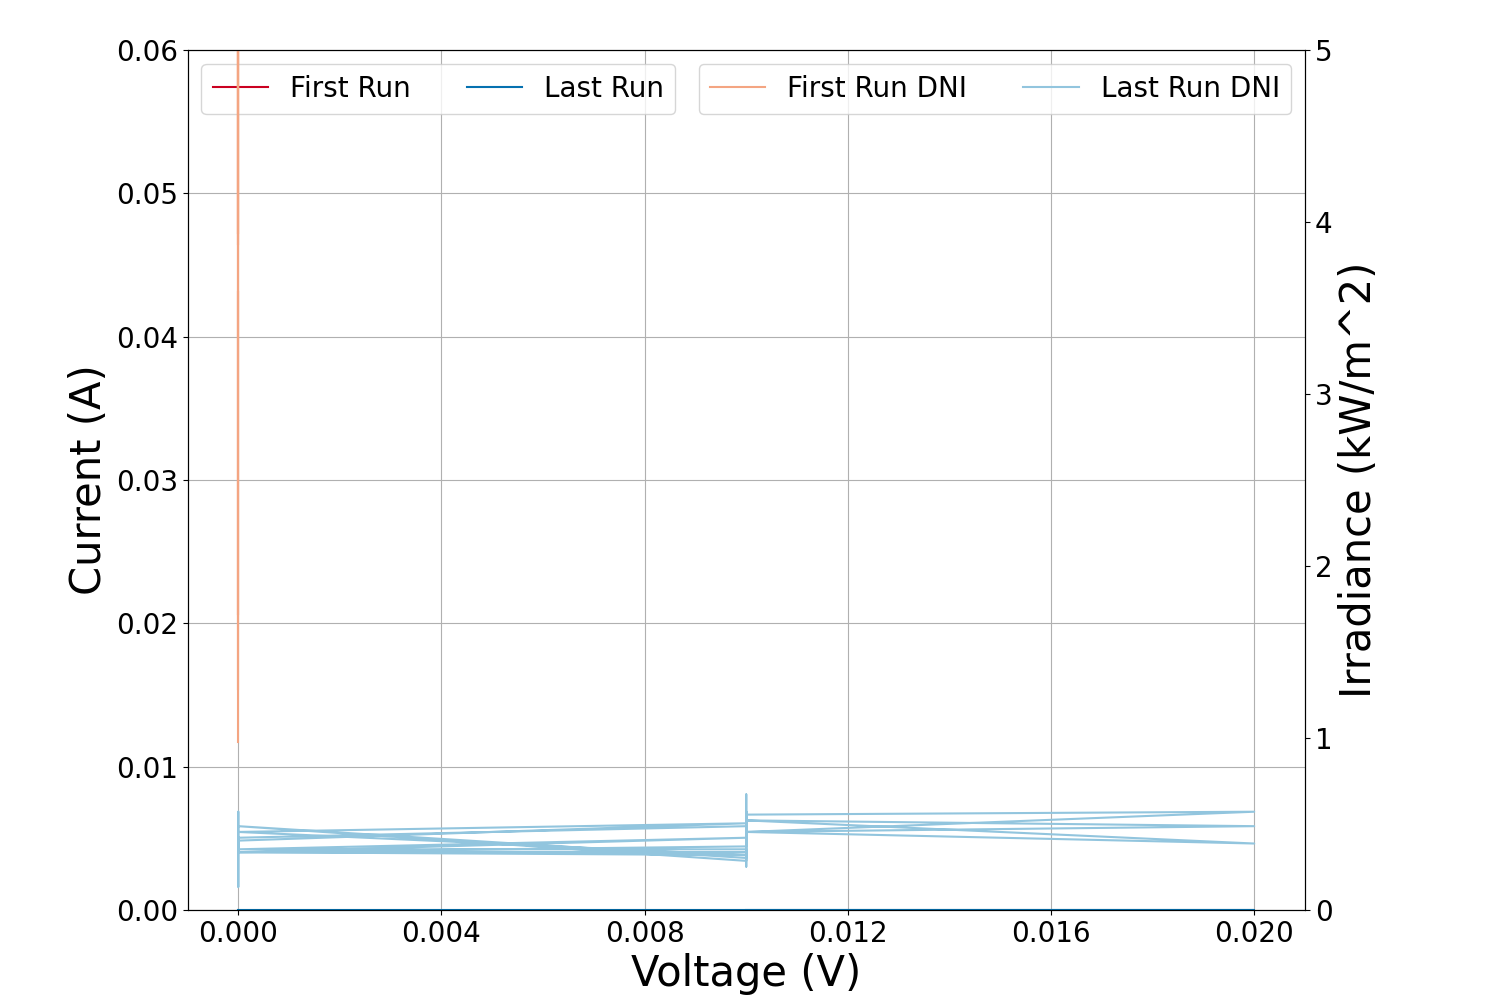 First Run
Last Run
First Run DNI
Last Run DNI
0.06
0.05
0.04
0.03
0.02
0.01
0.00
Current (A)
5
4
3
2
1
0
Irradiance (kW/m^2)
0.000
0.004
0.008
0.012
0.016
0.020
Voltage (V)